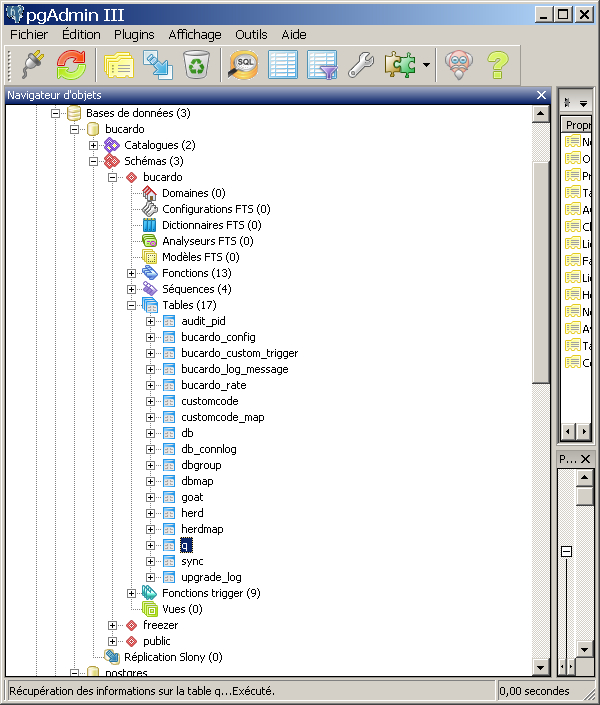 pgAdmin III
Fichier Édition Plugins Affichage Outils Aide
SQL
Navigateur d'objets
Bases de données (3)
bucardo
Catalogues (2)
Schémas (3)
bucardo
Domaines (0)
Configurations FTS (0)
Dictionnaires FTS (0)
Analyseurs FTS (0)
Modèles FTS (0)
Fonctions (13)
Séquences (4)
Tables (17)
audit_pid
bucardo_config
bucardo_custom_trigger
bucardo_log_message
bucardo_rate
customcode
customcode_map
db
db_connlog
dbgroup
dbmap
goat
herd
herdmap
q
sync
upgrade_log
Fonctions trigger (9)
Vues (0)
freezer
public
Réplication Slony (0)
postgres
Propr
P...
Récupération des informations sur la table q...Exécuté.
0,00 secondes